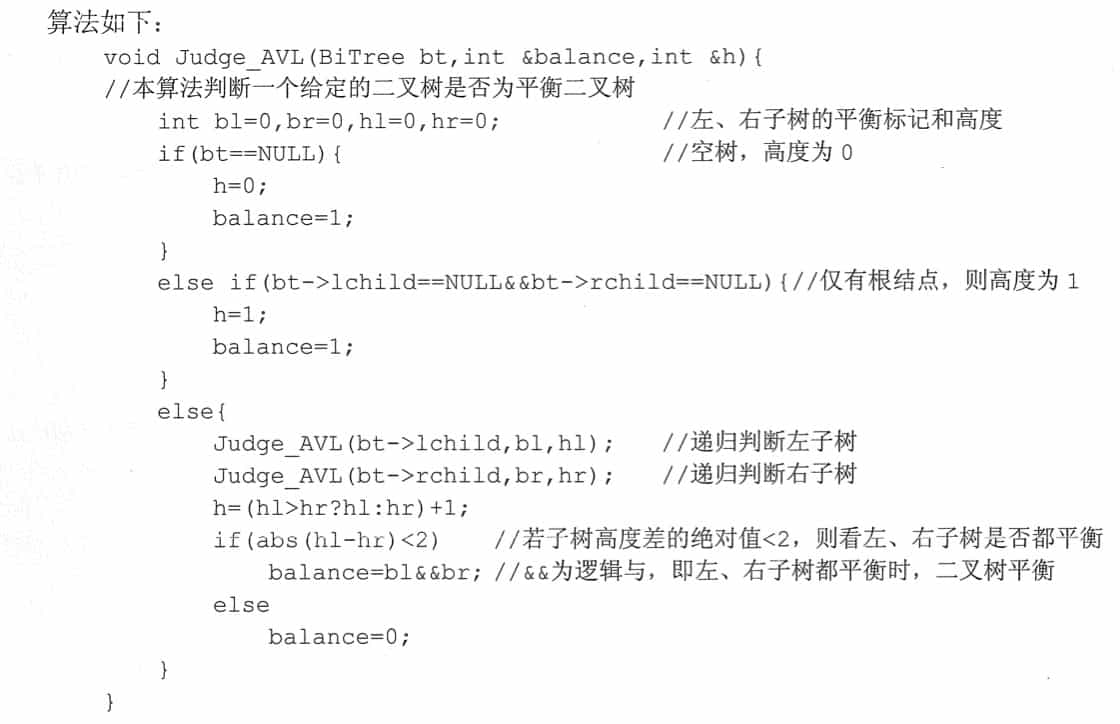 算法如下：
void Judge_AVL(BiTree bt,int &balance,int &h){
//本算法判断一个给定的二叉树是否为平衡二叉树
int bl=0,br=0,hl=0,hr=0; //左、右子树的平衡标记和高度
if(bt==NULL){ //空树，高度为 0
h=0;
balance=1;
}
else if(bt->lchild==NULL&&bt->rchild==NULL){//仅有根结点，则高度为 1
h=1;
balance=1;
}
else{
Judge_AVL(bt->lchild,bl,hl); //递归判断左子树
Judge_AVL(bt->rchild,br,hr); //递归判断右子树
h=(hl>hr?hl:hr)+1;
if(abs(hl-hr)<2) //若子树高度差的绝对值<2，则看左、右子树是否都平衡
balance=bl&&br; //&&为逻辑与，即左、右子树都平衡时，二叉树平衡
else
balance=0;
}
}